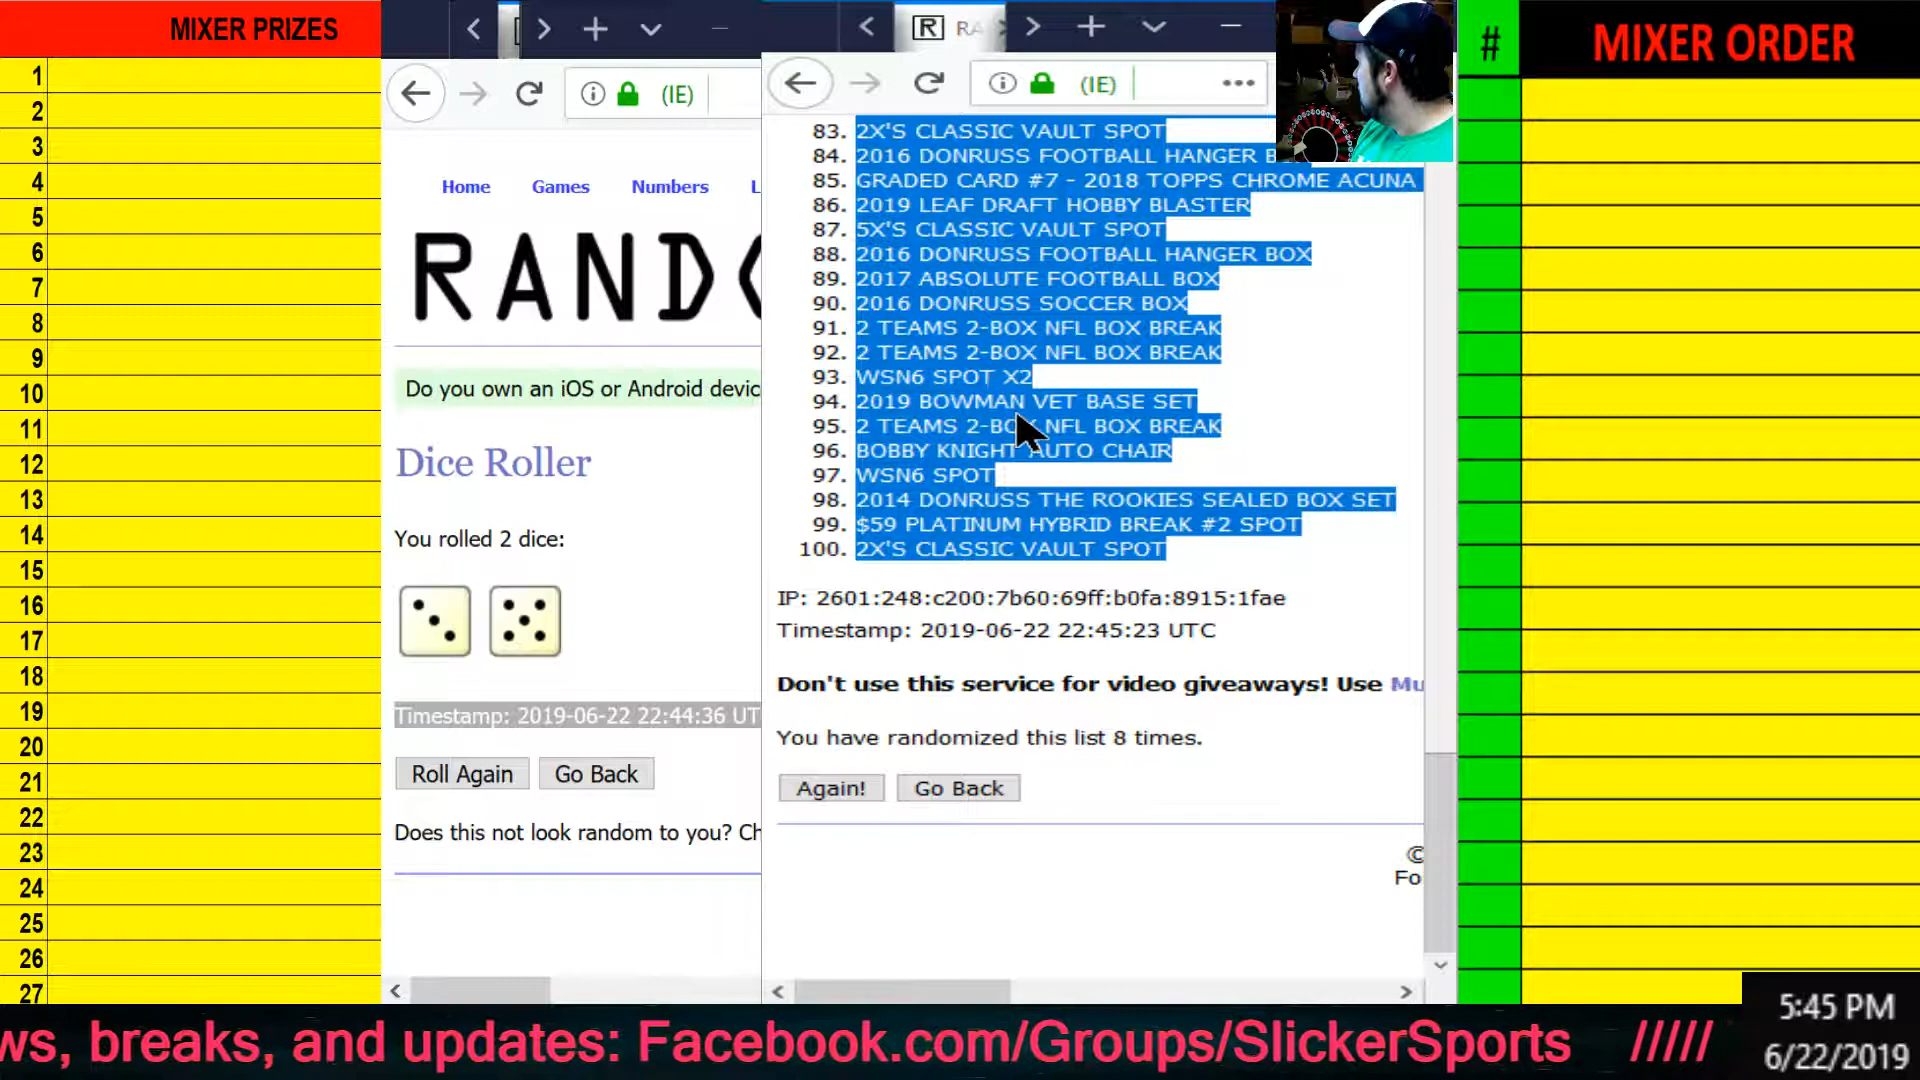 MIXER PRIZES
1
2
3
4
5
6
7
8
9
10
11
12
13
14
15
16
17
18
19
20
21
22
23
24
25
26
27
(IE)
Home Games Numbers
Do you own an iOS or Android devic
Dice Roller
You rolled 2 dice:
Timestamp: 2019-06-22 22:44:36 UT
Roll Again Go Back
Does this not look random to you? Ch
R RA
(IE)
83. 2X'S CLASSIC VAULT SPOT
84. 2016 DONRUSS FOOTBALL HANGER B
85. GRADED CARD #7 - 2018 TOPPS CHROME ACUNA
86. 2019 LEAF DRAFT HOBBY BLASTER
87. 5X'S CLASSIC VAULT SPOT
88. 2016 DONRUSS FOOTBALL HANGER BOX
89. 2017 ABSOLUTE FOOTBALL BOX
90. 2016 DONRUSS SOCCER BOX
91. 2 TEAMS 2-BOX NFL BOX BREAK
92. 2 TEAMS 2-BOX NFL BOX BREAK
93. WSN6 SPOT X2
94. 2019 BOWMAN VET BASE SET
95. 2 TEAMS 2-BOX NFL BOX BREAK
96. BOBBY KNIGHT AUTO CHAIR
97. WSN6 SPOT
98. 2014 DONRUSS THE ROOKIES SEALED BOX SET
99. $59 PLATINUM HYBRID BREAK #2 SPOT
100. 2X'S CLASSIC VAULT SPOT
IP: 2601:248:c200:7b60:69ff:b0fa:8915:1fae
Timestamp: 2019-06-22 22:45:23 UTC
Don't use this service for video giveaways! Use Mu
You have randomized this list 8 times.
Again! Go Back
©
Fo
# MIXER ORDER
ws, breaks, and updates: Facebook.com/Groups/SlickerSports /////
5:45 PM
6/22/2019